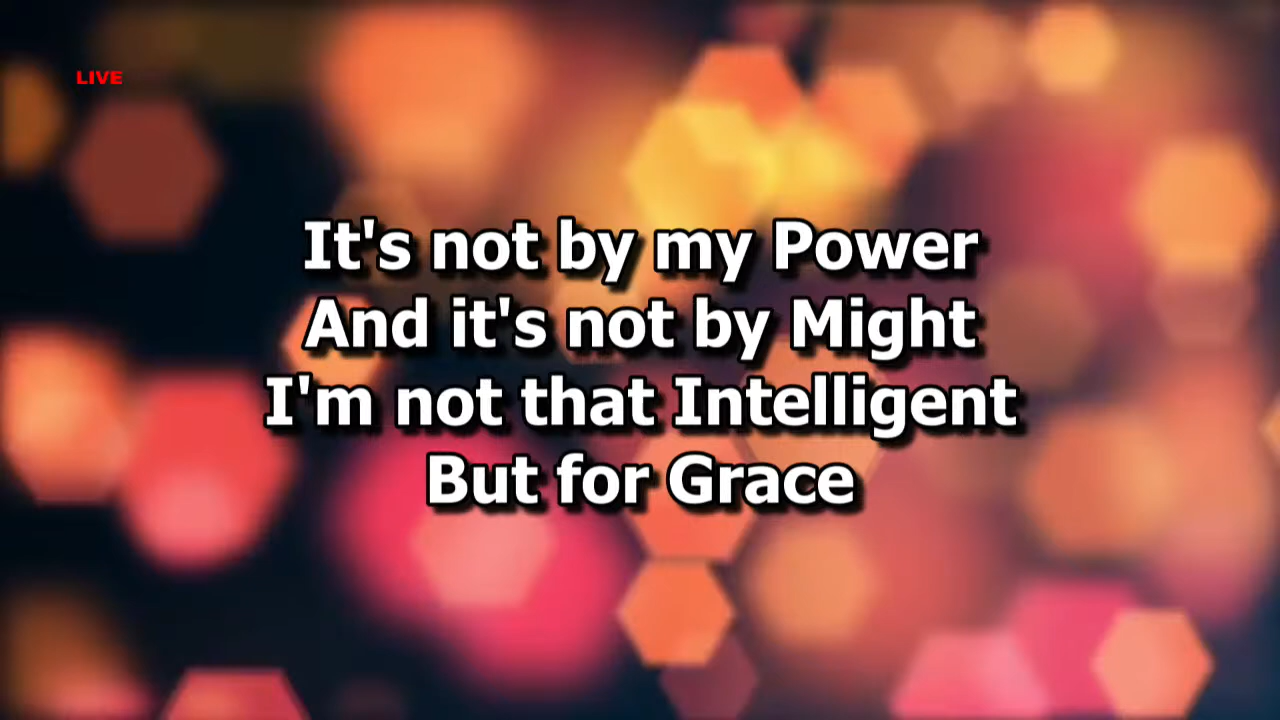 LIVE
It's not by my Power
And it's not by Might
I'm not that Intelligent
But for Grace